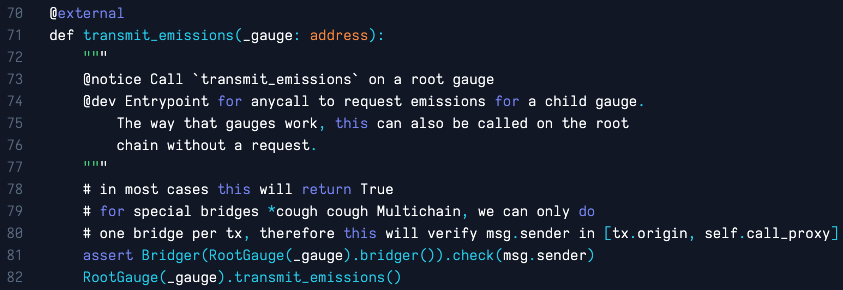 70 @external
71 def transmit_emissions(_gauge: address):
72 """
73 @notice Call `transmit_emissions` on a root gauge
74 @dev Entrypoint for anycall to request emissions for a child gauge.
75 The way that gauges work, this can also be called on the root
76 chain without a request.
77 """
78 # in most cases this will return True
79 # for special bridges *cough cough Multichain, we can only do
80 # one bridge per tx, therefore this will verify msg.sender in [tx.origin, self.call_proxy]
81 assert Bridger(RootGauge(_gauge).bridger()).check(msg.sender)
82 RootGauge(_gauge).transmit_emissions()